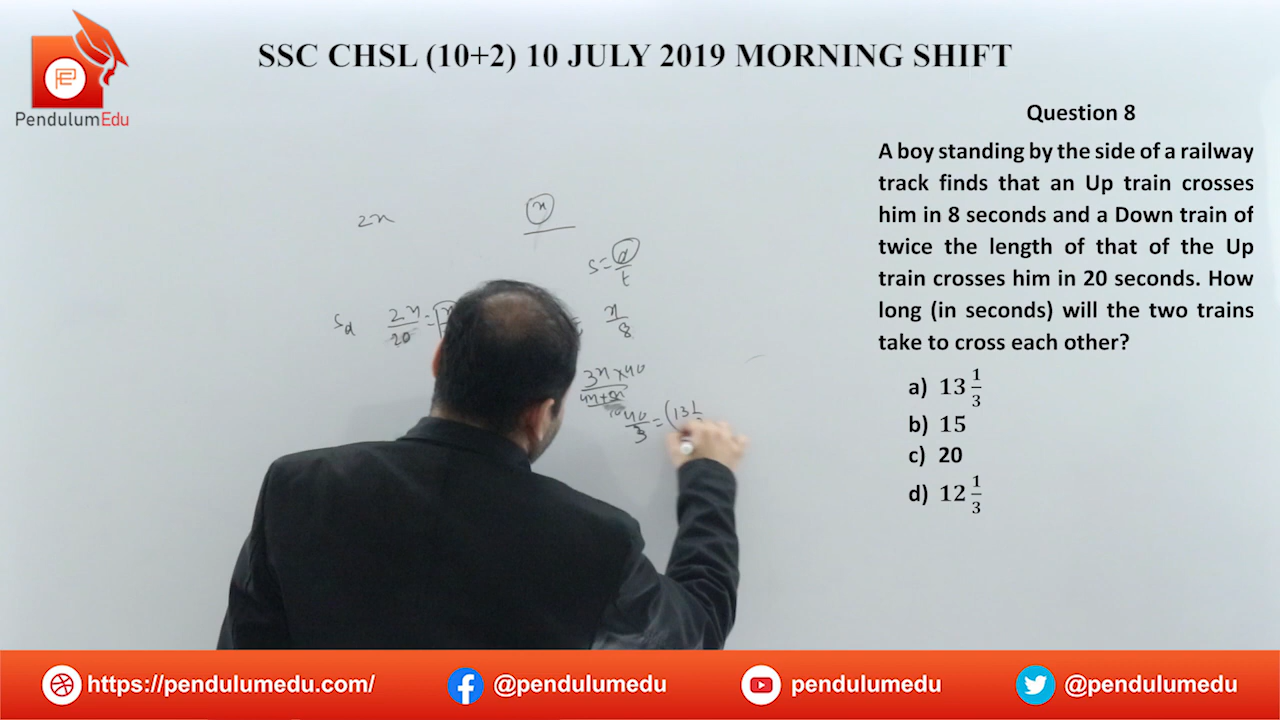 SSC CHSL (10+2) 10 JULY 2019 MORNING SHIFT
PendulumEdu
Question 8
A boy standing by the side of a railway
track finds that an Up train crosses
him in 8 seconds and a Down train of
twice the length of that of the Up
train crosses him in 20 seconds. How
long (in seconds) will the two trains
take to cross each other?
a) 13 1/3
b) 15
c) 20
d) 12 1/3
2x
x
s = d/t
S_d 2x/20 =
x/8
3x × 40
40/3 = (13 1
https://pendulumedu.com/
@pendulumedu
pendulumedu
@pendulumedu